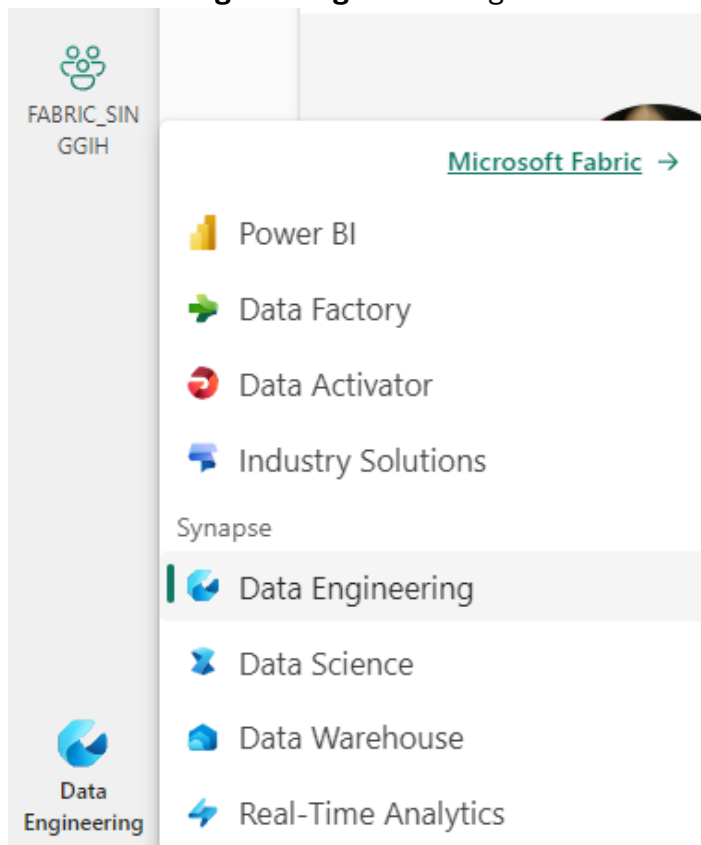 FABRIC_SIN
GGIH
Microsoft Fabric →
Power BI
Data Factory
Data Activator
Industry Solutions
Synapse
Data Engineering
Data Science
Data Warehouse
Real-Time Analytics
Data
Engineering